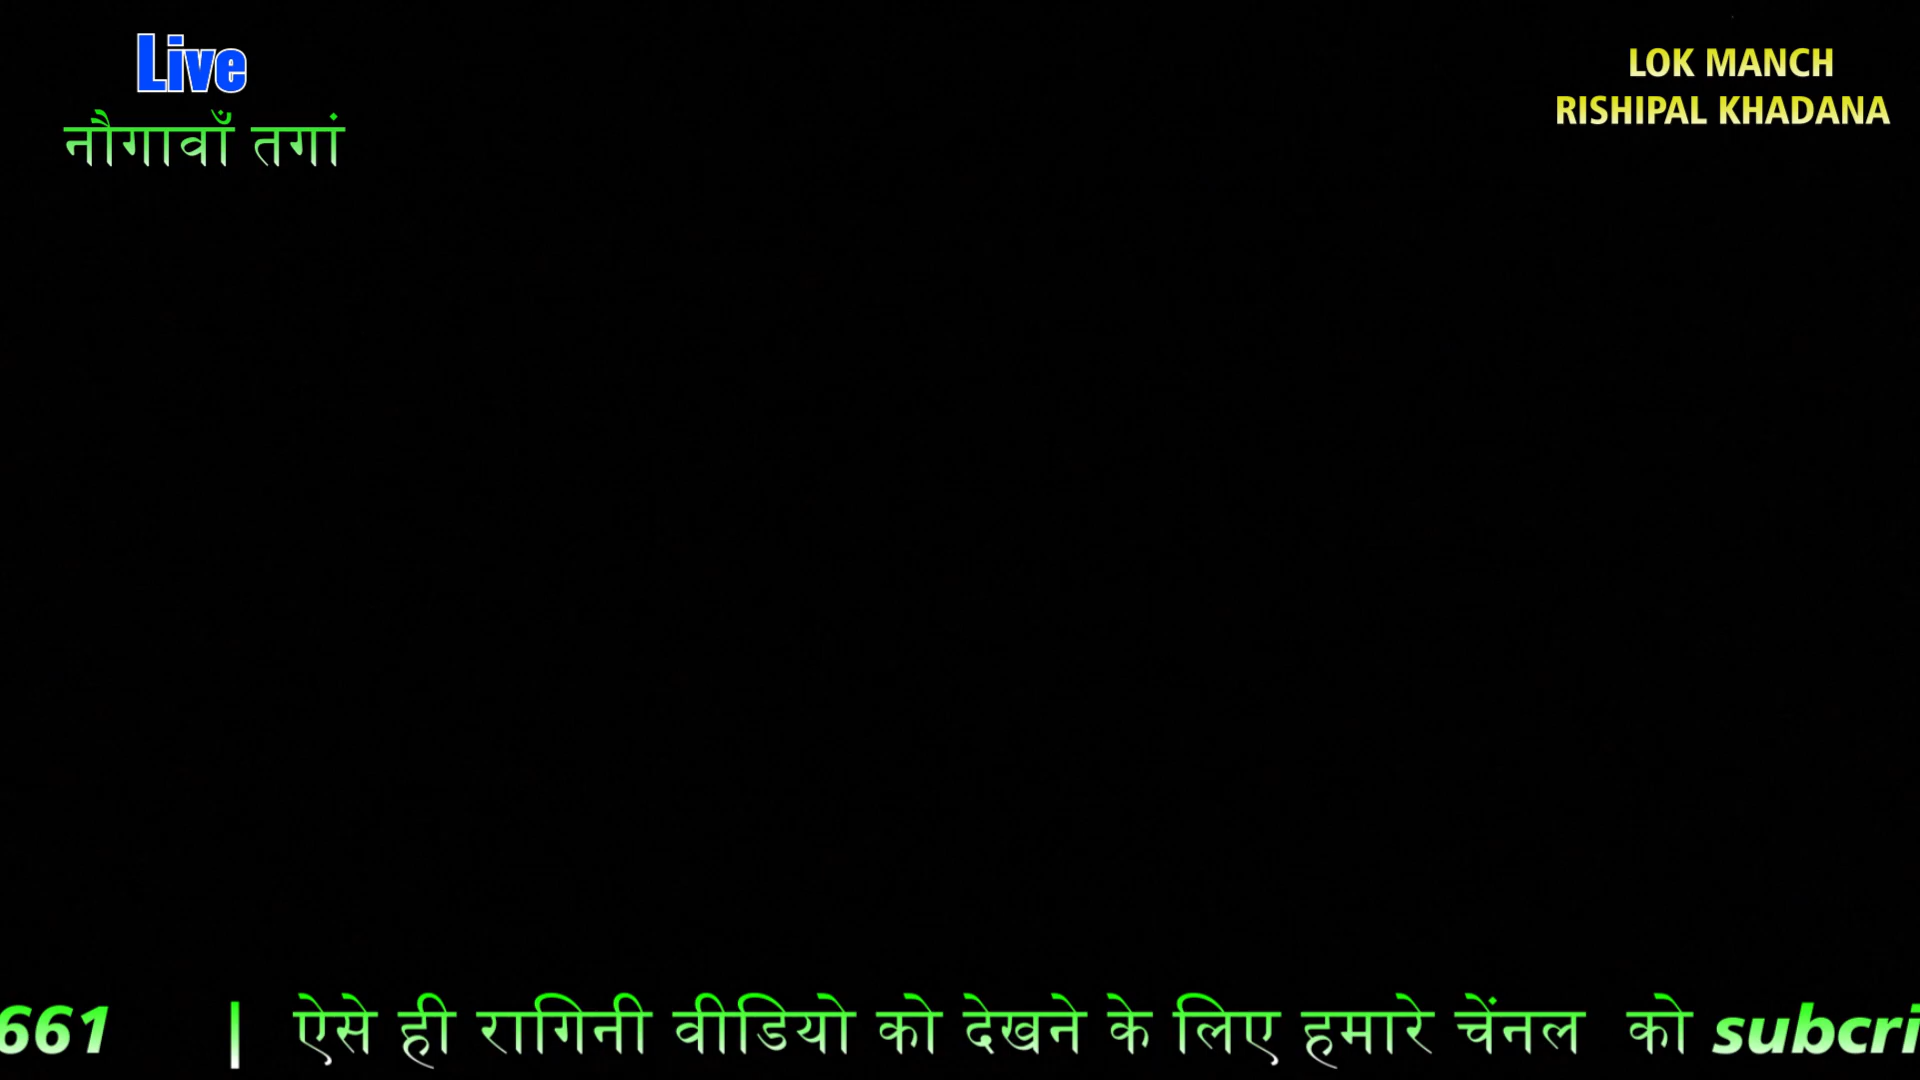 Live
नौगावाँ तगां
LOK MANCH
RISHIPAL KHADANA
661 | ऐसे ही रागिनी वीडियो को देखने के लिए हमारे चेंनल को subcri